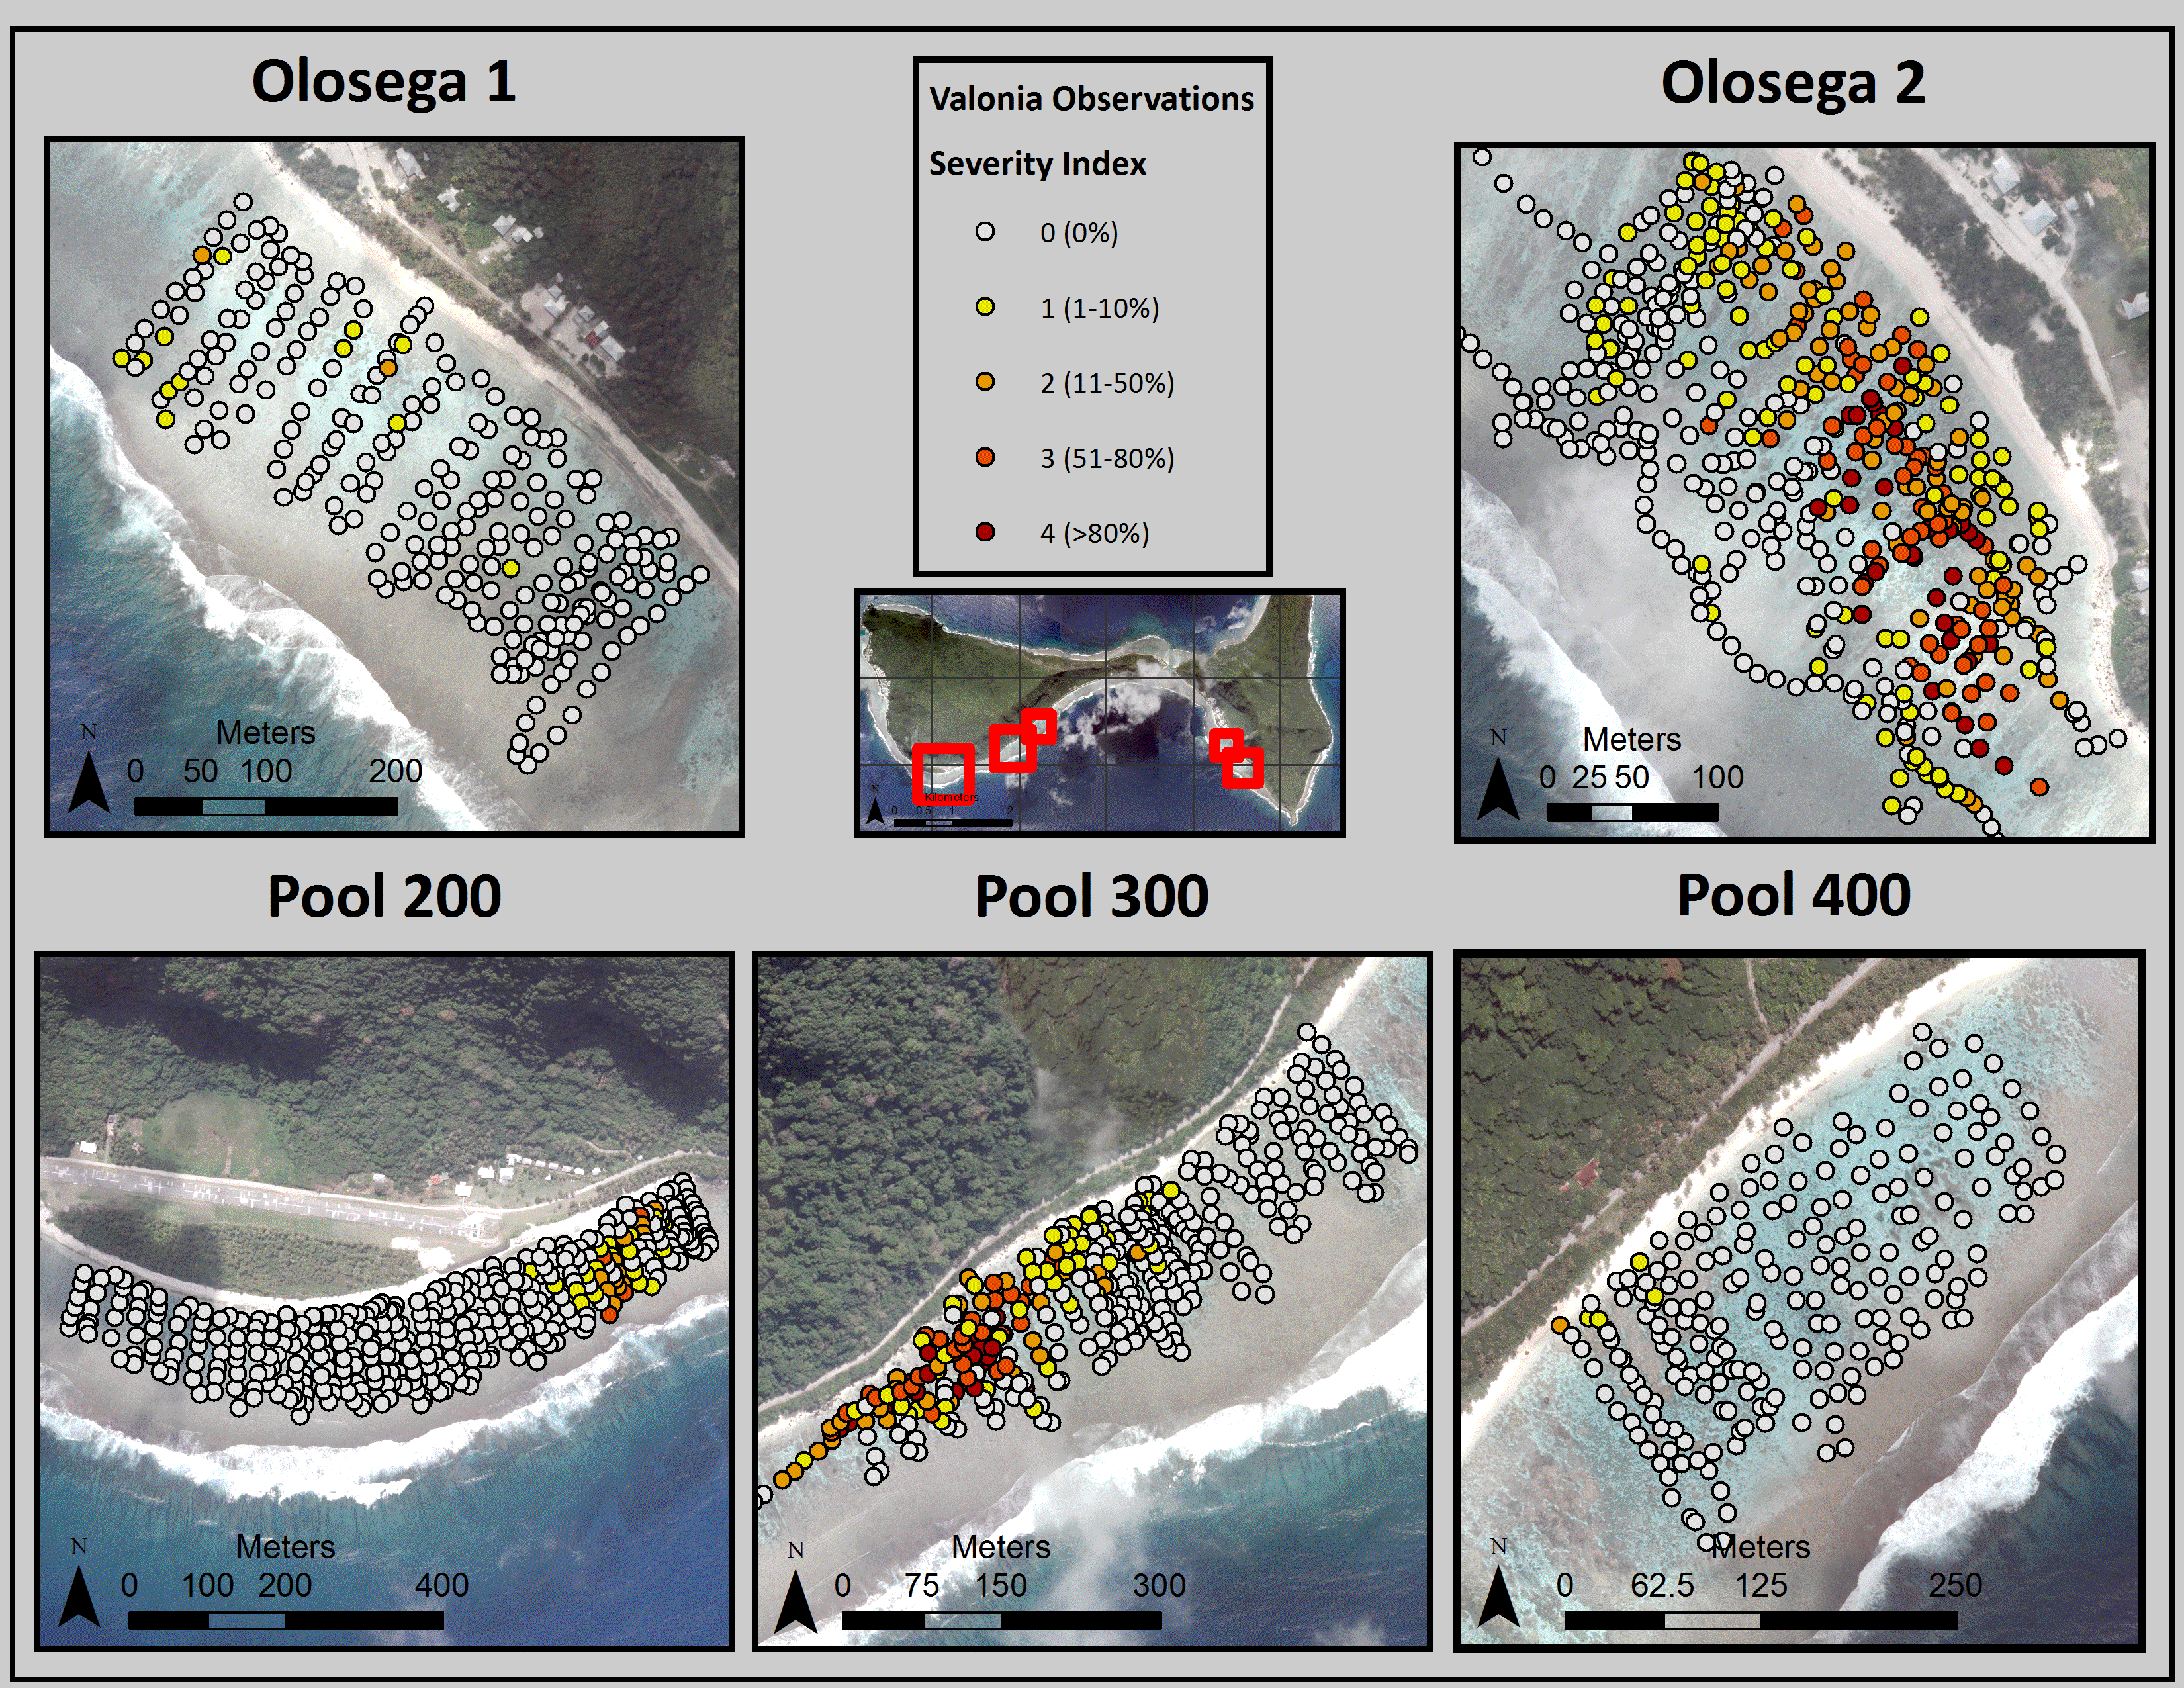 Olosega 1
Valonia Observations
Severity Index
0 (0%)
1 (1-10%)
2 (11-50%)
3 (51-80%)
4 (>80%)
Olosega 2
N
Meters
0 50 100 200
N
Kilometers
0 0.5 1 2
N
Meters
0 25 50 100
Pool 200
Pool 300
Pool 400
N
Meters
0 100 200 400
N
Meters
0 75 150 300
N
Meters
0 62.5 125 250